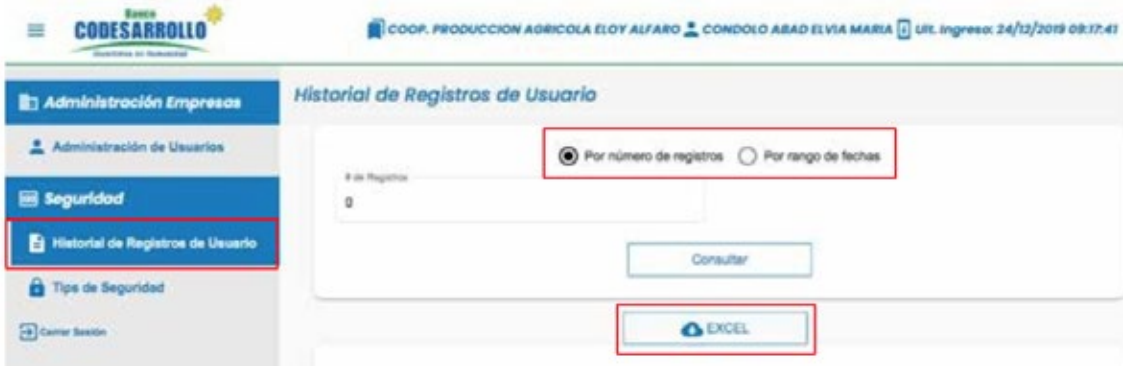 Banco
CODESARROLLO
COOP. PRODUCCION AGRICOLA ELOY ALFARO CONDOLO ABAD ELVIA MARIA Ult. Ingreso: 24/12/2019 09:17:41
Administración Empresas
Administración de Usuarios
Seguridad
Historial de Registros de Usuario
Tips de Seguridad
Cerrar Sesión
Historial de Registros de Usuario
Por número de registros Por rango de fechas
# de Registros
Consultar
EXCEL